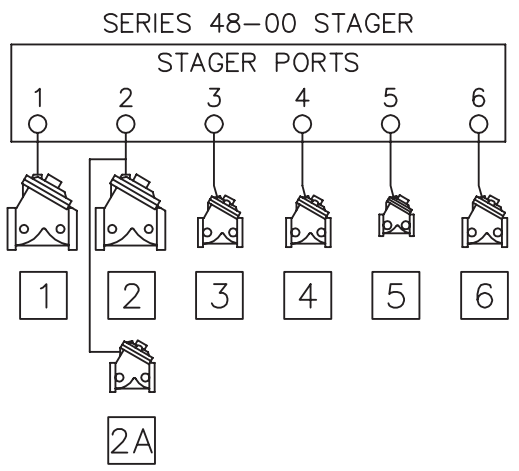 SERIES 48-00 STAGER
STAGER PORTS
1 2 3 4 5 6
1 2 3 4 5 6
2A